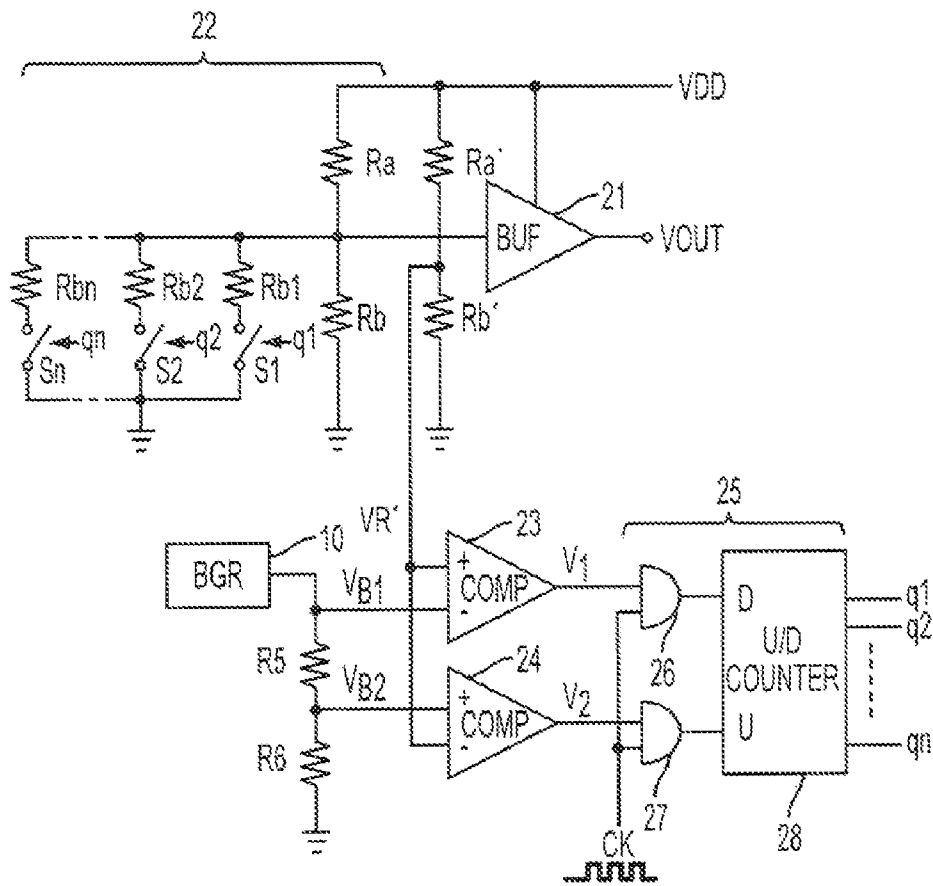 22
VDD
Ra
Ra´
21
BUF
VOUT
Rbn
Rb2
Rb1
Rb
Rb´
qn
q2
q1
Sn
S2
S1
25
VR´
23
10
BGR
VB1
+
COMP
-
V1
D
q1
26
U/D
COUNTER
q2
R5
24
VB2
+
COMP
-
V2
U
R6
qn
27
28
CK